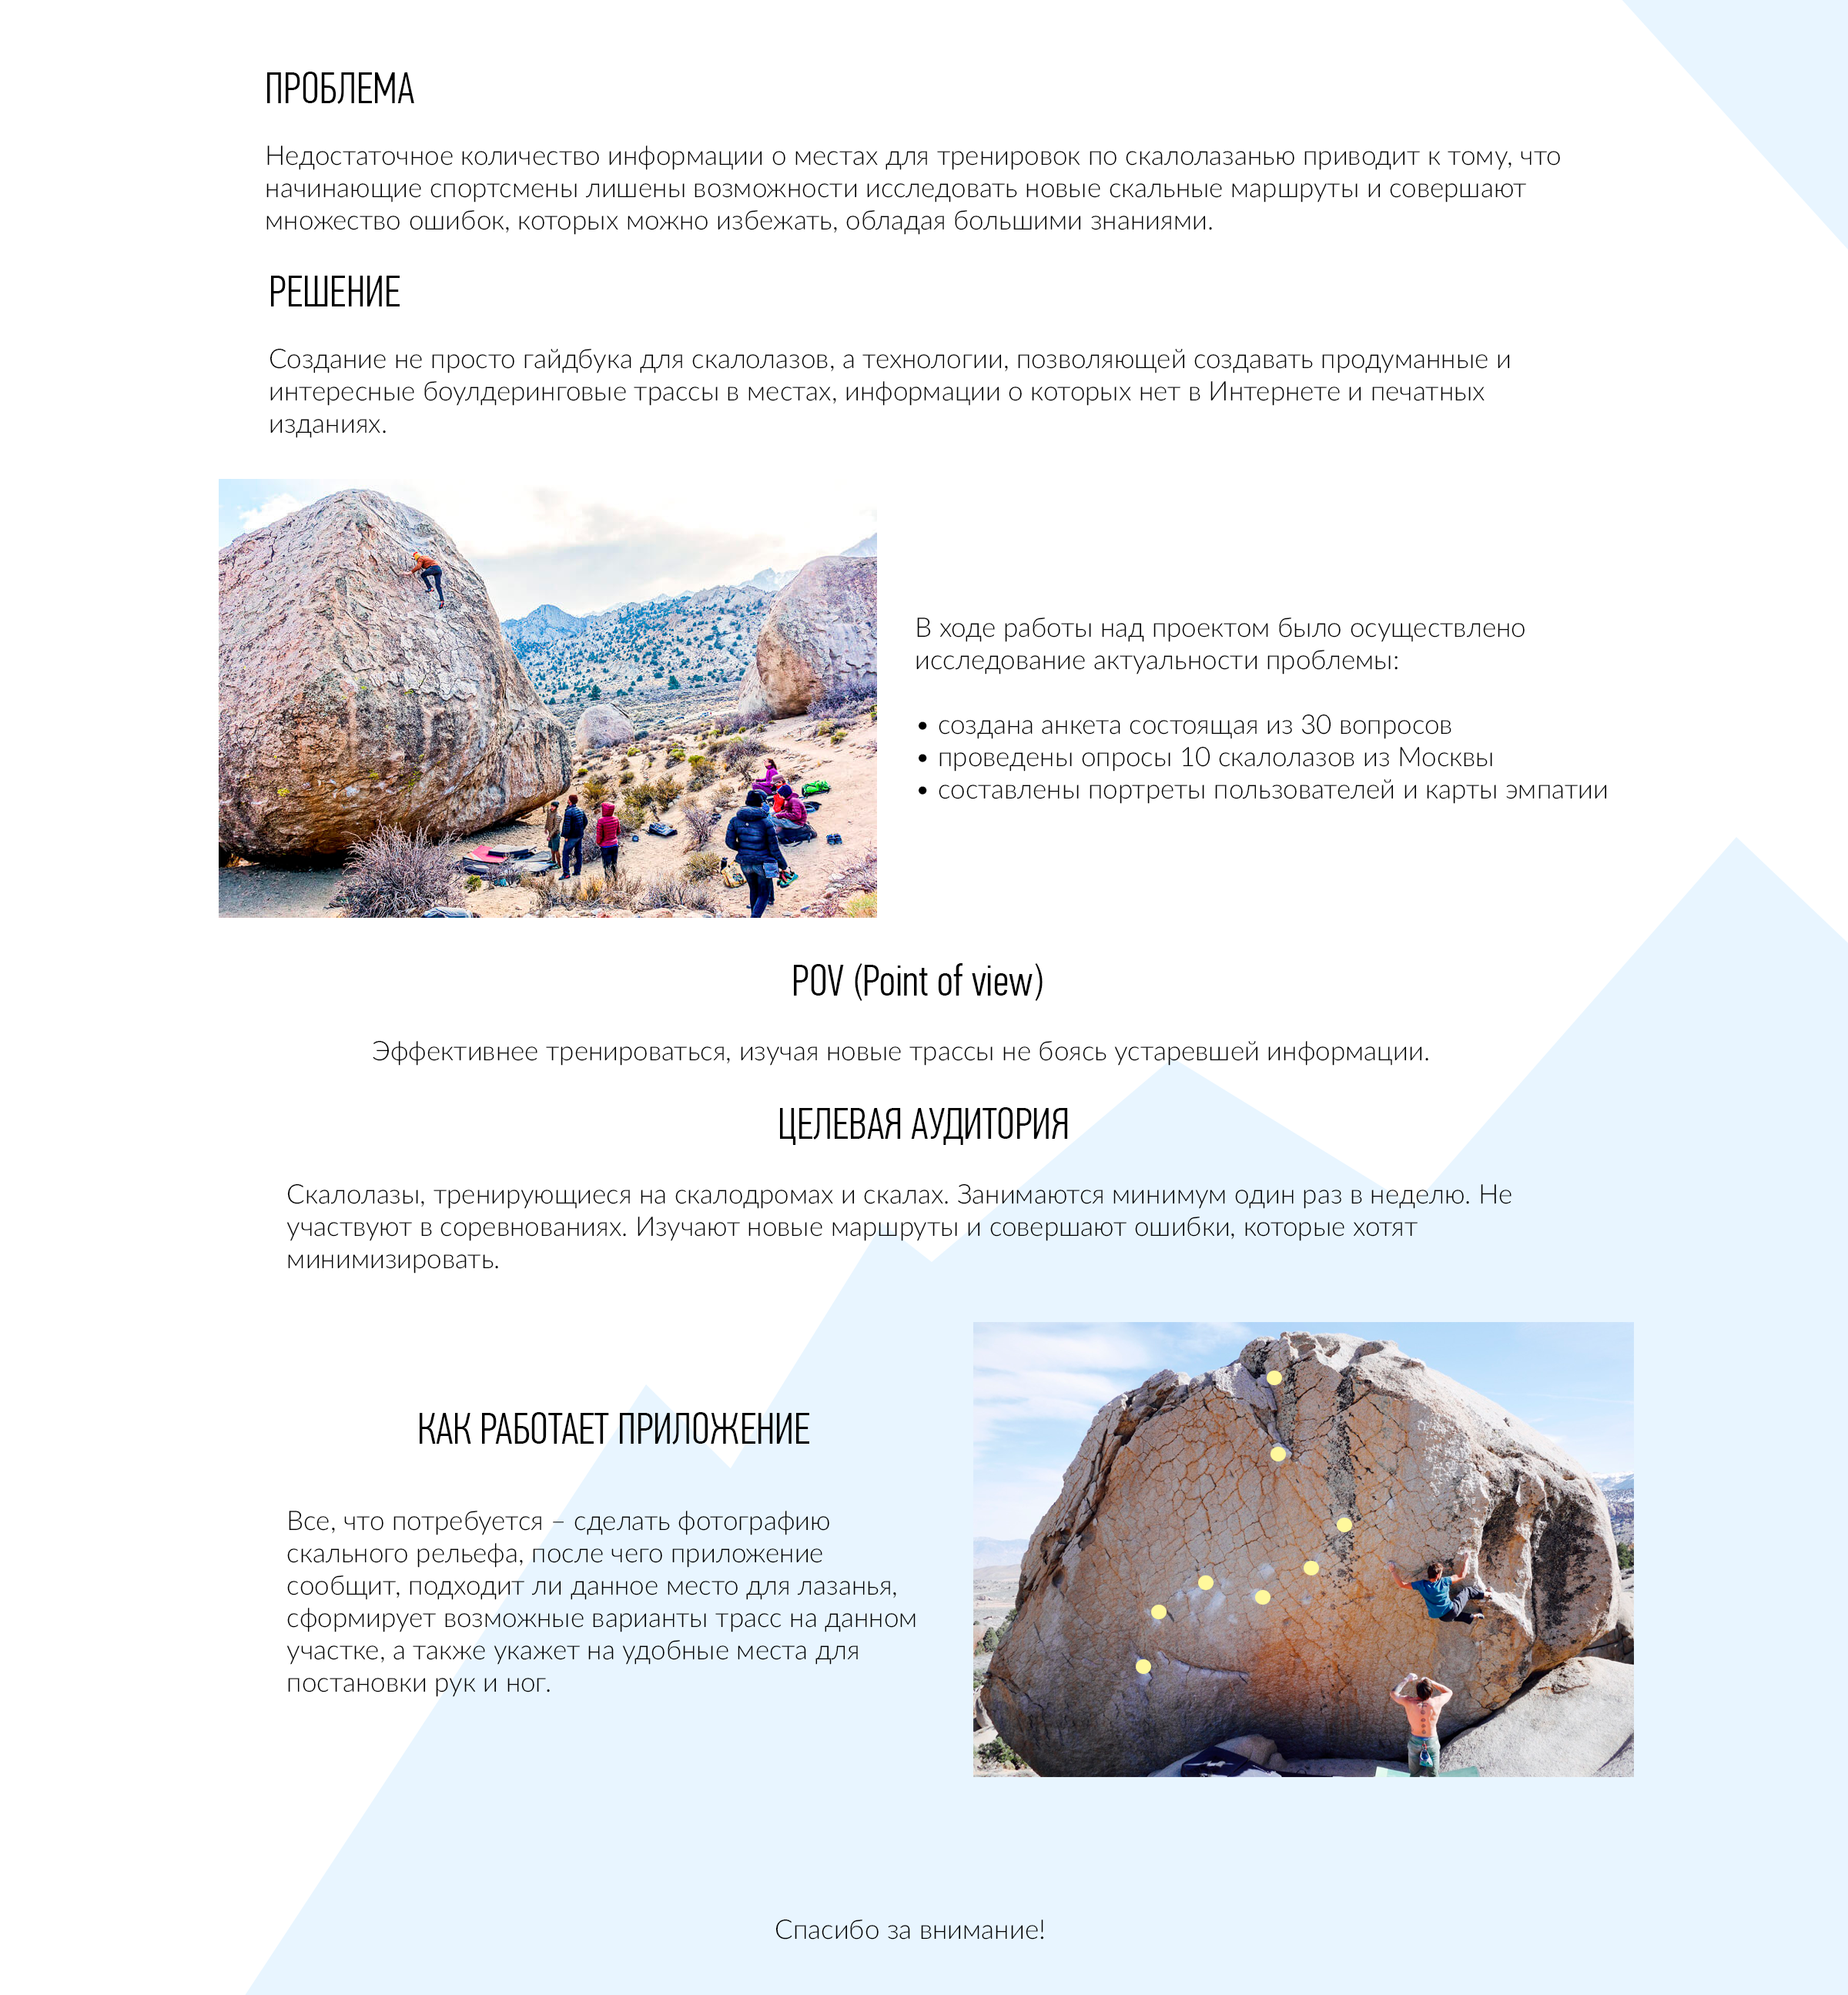 ПРОБЛЕМА
Недостаточное количество информации о местах для тренировок по скалолазанью приводит к тому, что
начинающие спортсмены лишены возможности исследовать новые скальные маршруты и совершают
множество ошибок, которых можно избежать, обладая большими знаниями.
РЕШЕНИЕ
Создание не просто гайдбука для скалолазов, а технологии, позволяющей создавать продуманные и
интересные боулдеринговые трассы в местах, информации о которых нет в Интернете и печатных
изданиях.
В ходе работы над проектом было осуществлено
исследование актуальности проблемы:
• создана анкета состоящая из 30 вопросов
• проведены опросы 10 скалолазов из Москвы
• составлены портреты пользователей и карты эмпатии
POV (Point of view)
Эффективнее тренироваться, изучая новые трассы не боясь устаревшей информации.
ЦЕЛЕВАЯ АУДИТОРИЯ
Скалолазы, тренирующиеся на скалодромах и скалах. Занимаются минимум один раз в неделю. Не
участвуют в соревнованиях. Изучают новые маршруты и совершают ошибки, которые хотят
минимизировать.
КАК РАБОТАЕТ ПРИЛОЖЕНИЕ
Все, что потребуется – сделать фотографию
скального рельефа, после чего приложение
сообщит, подходит ли данное место для лазанья,
сформирует возможные варианты трасс на данном
участке, а также укажет на удобные места для
постановки рук и ног.
Спасибо за внимание!